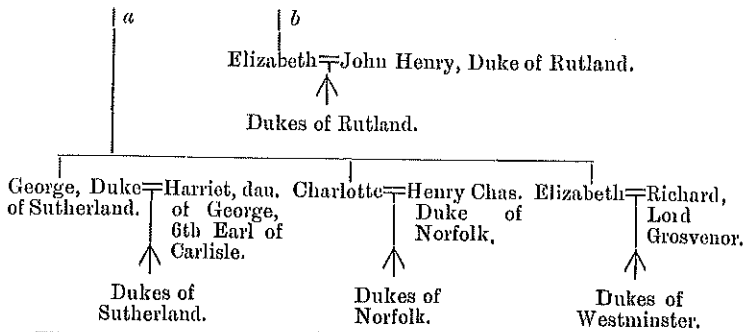 a b
Elizabeth John Henry, Duke of Rutland.
Dukes of Rutland.
George, Duke of Sutherland.
Harriet, dau. of George, 6th Earl of Carlisle.
Charlotte
Henry Chas. Duke of Norfolk.
Elizabeth
Richard, Lord Grosvenor.
Dukes of Sutherland.
Dukes of Norfolk.
Dukes of Westminster.